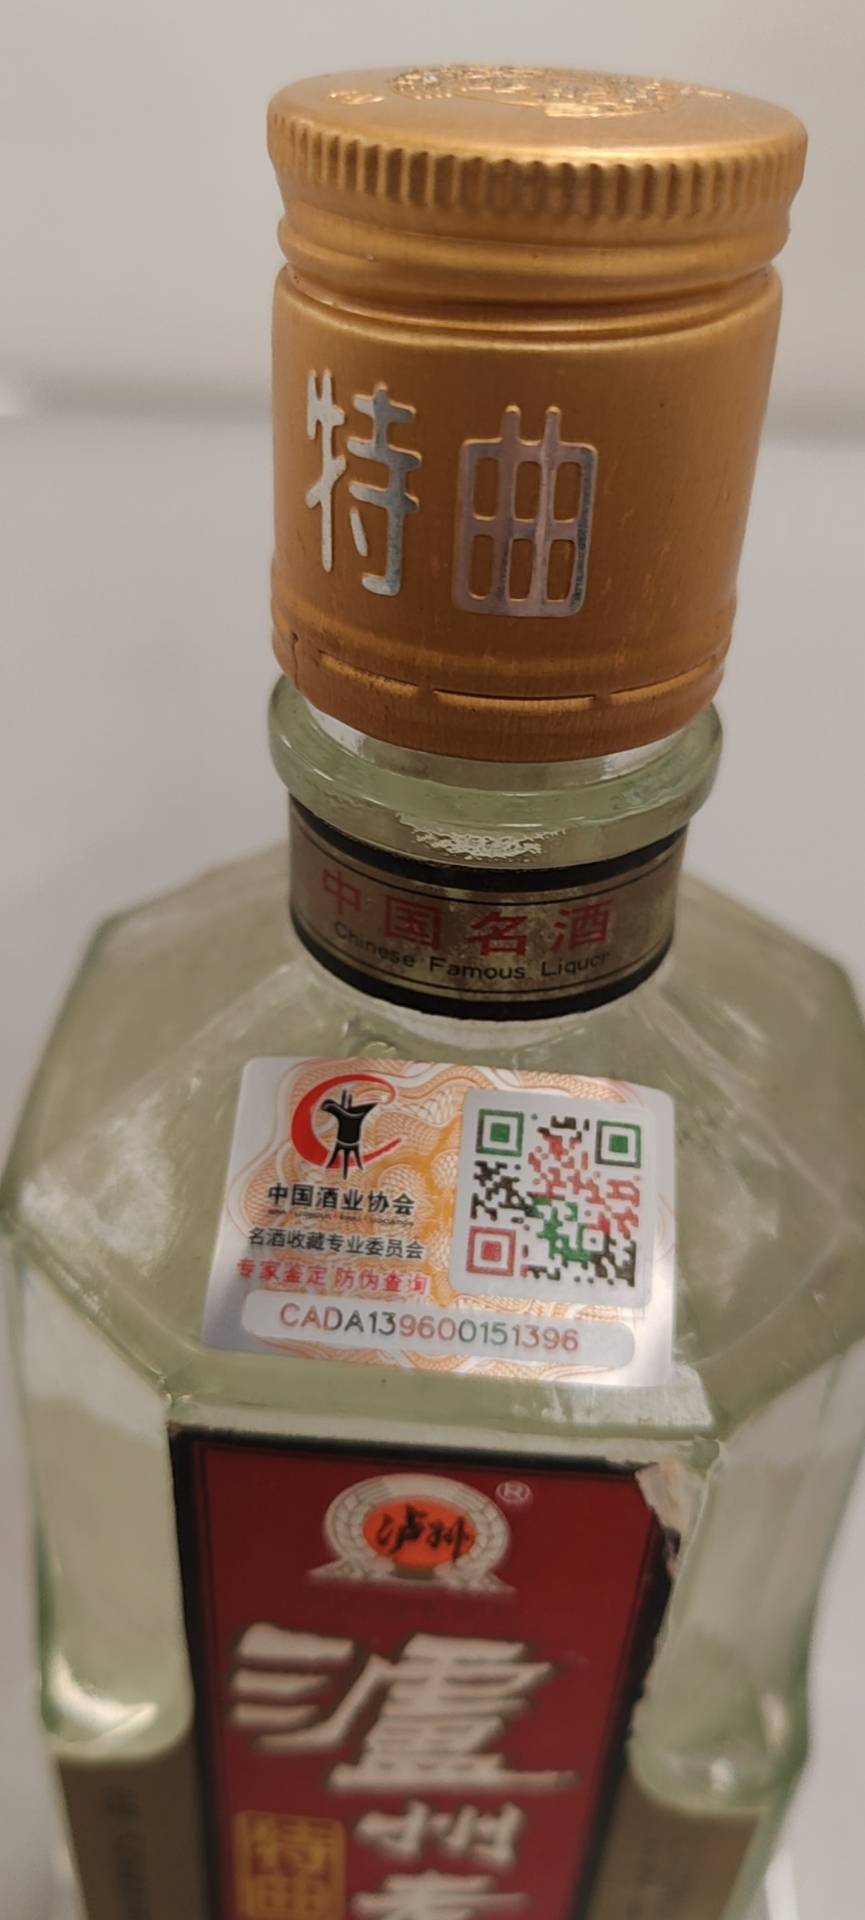 特曲
中国名酒
Chinese Famous Liquor
中国酒业协会
名酒收藏专业委员会
专家鉴定 防伪查询
CADA139600151396
泸州
®
瀘
州
老
特曲